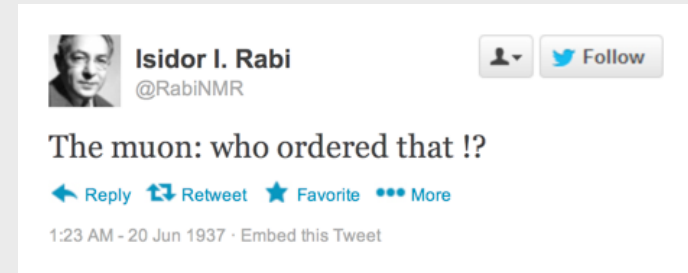 Isidor I. Rabi
@RabiNMR
Follow
The muon: who ordered that !?
Reply Retweet Favorite More
1:23 AM - 20 Jun 1937 · Embed this Tweet